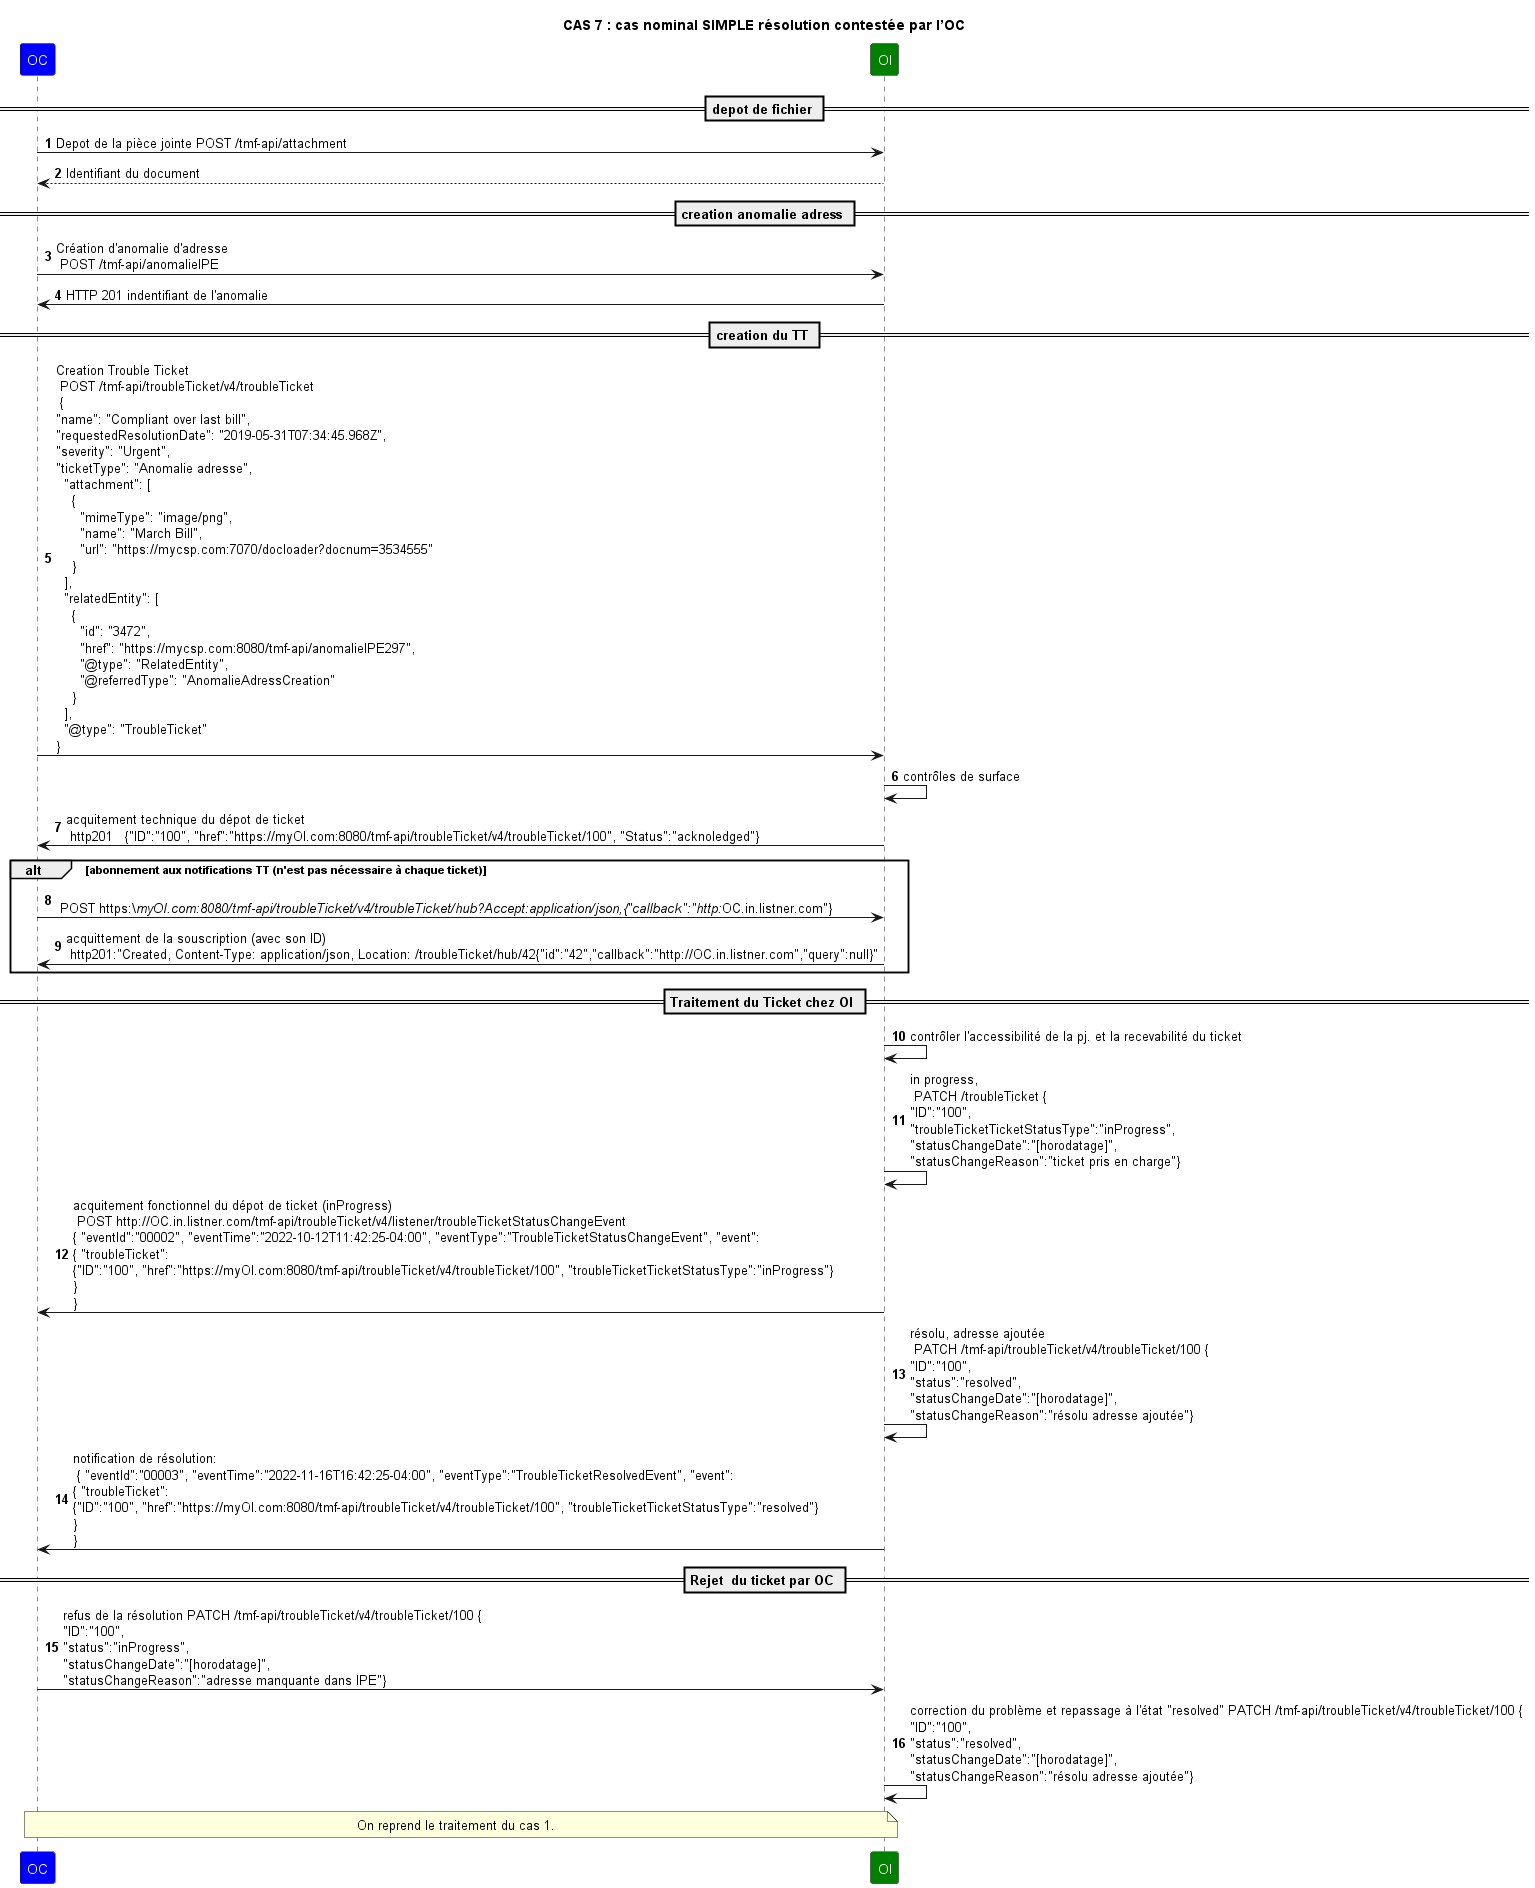 CAS 7 : cas nominal SIMPLE résolution contestée par l'OC
OC
OI
depot de fichier
1 Depot de la pièce jointe POST /tmf-api/attachment
2 Identifiant du document
creation anomalie adress
3 Création d'anomalie d'adresse
POST /tmf-api/anomalieIPE
4 HTTP 201 indentifiant de l'anomalie
creation du TT
Creation Trouble Ticket
POST /tmf-api/troubleTicket/v4/troubleTicket
{
"name": "Compliant over last bill",
"requestedResolutionDate": "2019-05-31T07:34:45.968Z",
"severity": "Urgent",
"ticketType": "Anomalie adresse",
"attachment": [
{
"mimeType": "image/png",
"name": "March Bill",
"url": "https://mycsp.com:7070/docloader?docnum=3534555"
5 }
],
"relatedEntity": [
{
"id": "3472",
"href": "https://mycsp.com:8080/tmf-api/anomalieIPE297",
"@type": "RelatedEntity",
"@referredType": "AnomalieAdressCreation"
}
],
"@type": "TroubleTicket"
}
6 contrôles de surface
7 acquitement technique du dépot de ticket
http201 {"ID":"100", "href":"https://myOI.com:8080/tmf-api/troubleTicket/v4/troubleTicket/100", "Status":"acknoledged"}
alt [abonnement aux notifications TT (n'est pas nécessaire à chaque ticket)]
8
POST https:\myOI.com:8080/tmf-api/troubleTicket/v4/troubleTicket/hub?Accept:application/json,{"callback":"http:OC.in.listner.com"}
9 acquittement de la souscription (avec son ID)
http201:"Created, Content-Type: application/json, Location: /troubleTicket/hub/42{"id":"42","callback":"http://OC.in.listner.com","query":null}"
Traitement du Ticket chez OI
10 contrôler l'accessibilité de la pj. et la recevabilité du ticket
in progress,
PATCH /troubleTicket {
"ID":"100",
11 "troubleTicketTicketStatusType":"inProgress",
"statusChangeDate":"[horodatage]",
"statusChangeReason":"ticket pris en charge"}
acquitement fonctionnel du dépot de ticket (inProgress)
POST http://OC.in.listner.com/tmf-api/troubleTicket/v4/listener/troubleTicketStatusChangeEvent
{ "eventId":"00002", "eventTime":"2022-10-12T11:42:25-04:00", "eventType":"TroubleTicketStatusChangeEvent", "event":
12 { "troubleTicket":
{"ID":"100", "href":"https://myOI.com:8080/tmf-api/troubleTicket/v4/troubleTicket/100", "troubleTicketTicketStatusType":"inProgress"}
}
}
résolu, adresse ajoutée
PATCH /tmf-api/troubleTicket/v4/troubleTicket/100 {
"ID":"100",
13 "status":"resolved",
"statusChangeDate":"[horodatage]",
"statusChangeReason":"résolu adresse ajoutée"}
notification de résolution:
{ "eventId":"00003", "eventTime":"2022-11-16T16:42:25-04:00", "eventType":"TroubleTicketResolvedEvent", "event":
{ "troubleTicket":
14 {"ID":"100", "href":"https://myOI.com:8080/tmf-api/troubleTicket/v4/troubleTicket/100", "troubleTicketTicketStatusType":"resolved"}
}
}
Rejet du ticket par OC
refus de la résolution PATCH /tmf-api/troubleTicket/v4/troubleTicket/100 {
"ID":"100",
15 "status":"inProgress",
"statusChangeDate":"[horodatage]",
"statusChangeReason":"adresse manquante dans IPE"}
correction du problème et repassage à l'état "resolved" PATCH /tmf-api/troubleTicket/v4/troubleTicket/100 {
"ID":"100",
16 "status":"resolved",
"statusChangeDate":"[horodatage]",
"statusChangeReason":"résolu adresse ajoutée"}
On reprend le traitement du cas 1.
OC
OI